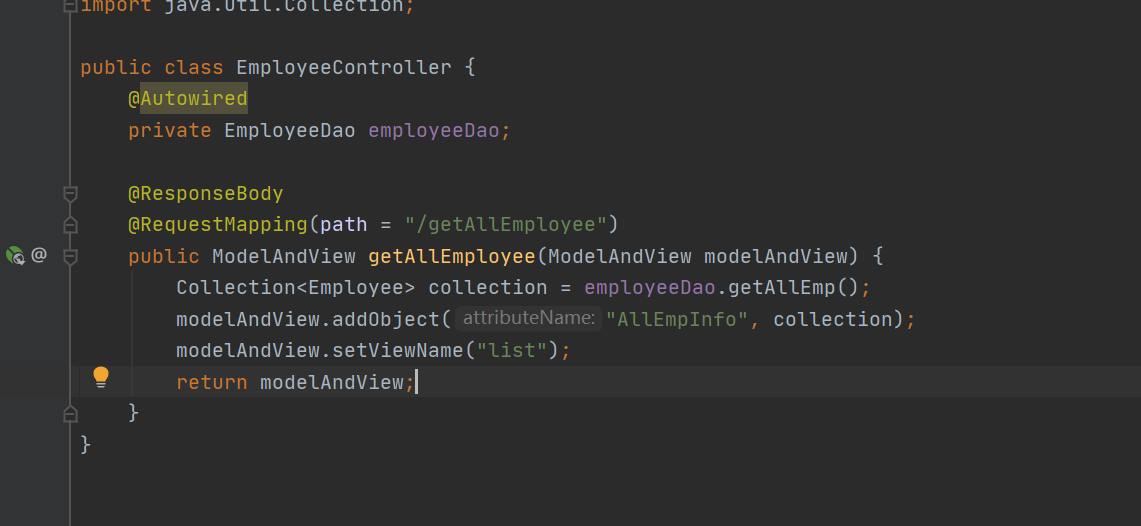 import java.util.Collection;
public class EmployeeController {
@Autowired
private EmployeeDao employeeDao;
@ResponseBody
@RequestMapping(path = "/getAllEmployee")
@ public ModelAndView getAllEmployee(ModelAndView modelAndView) {
Collection<Employee> collection = employeeDao.getAllEmp();
modelAndView.addObject( attributeName: "AllEmpInfo", collection);
modelAndView.setViewName("list");
return modelAndView;
}
}